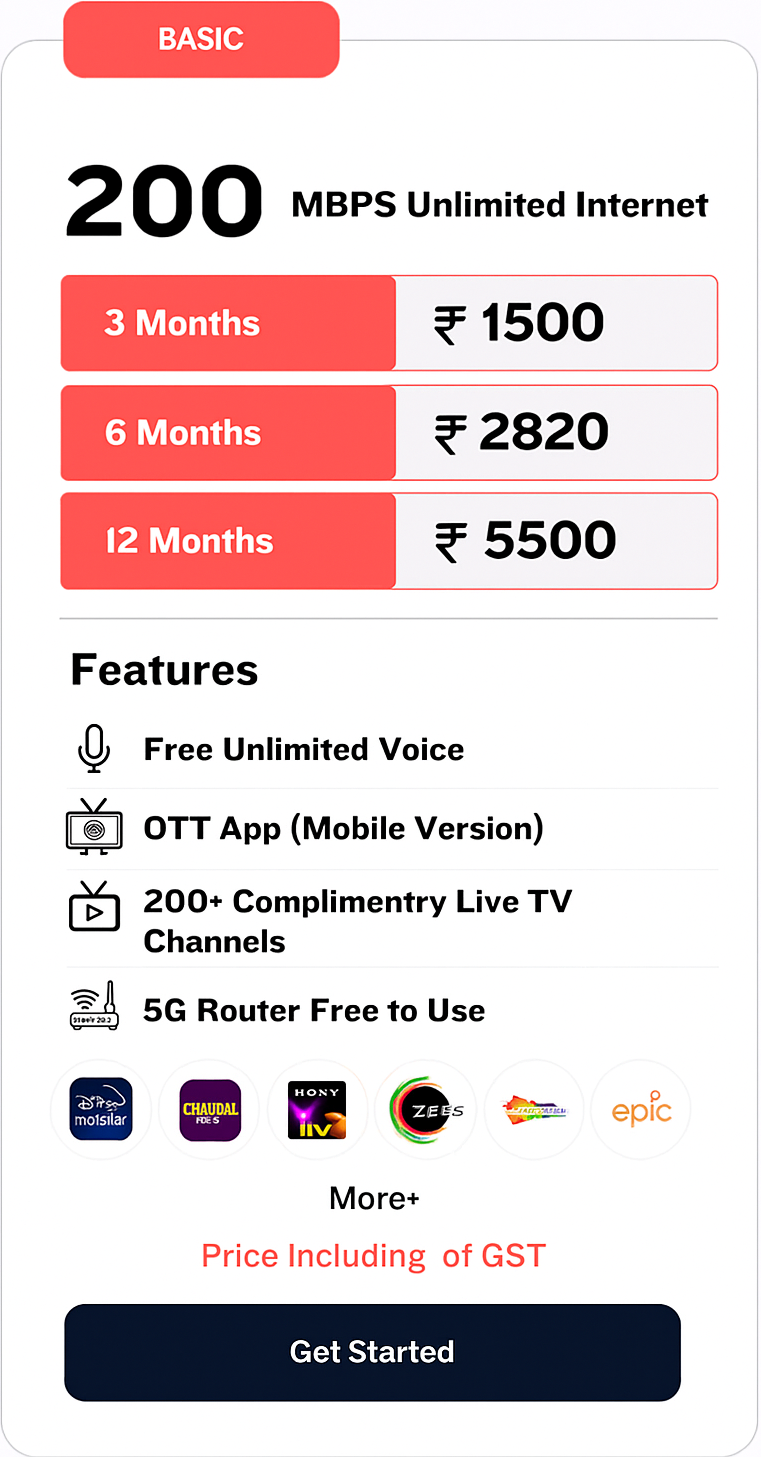 BASIC
200 MBPS Unlimited Internet
3 Months ₹ 1500
6 Months ₹ 2820
12 Months ₹ 5500
Features
Free Unlimited Voice
OTT App (Mobile Version)
200+ Complimentry Live TV
Channels
5G Router Free to Use
mo1silar
CHAUDAL
HONY
liv
ZEES
epic
More+
Price Including of GST
Get Started